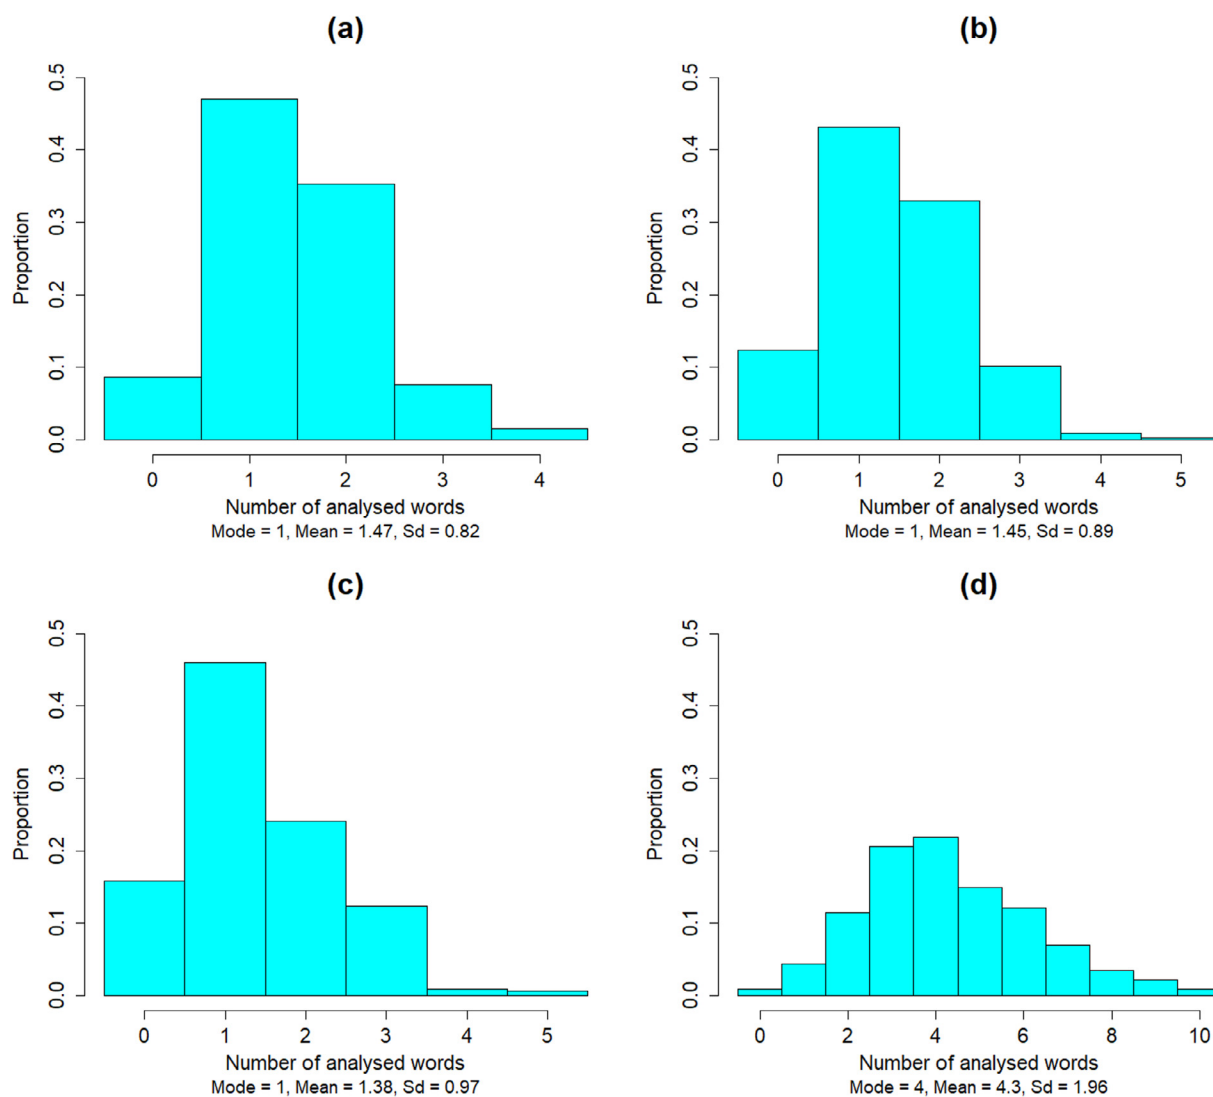 (a)
0.5
0.4
0.3
0.2
0.1
0.0
Proportion
0 1 2 3 4
Number of analysed words
Mode = 1, Mean = 1.47, Sd = 0.82
(b)
0.5
0.4
0.3
0.2
0.1
0.0
Proportion
0 1 2 3 4 5
Number of analysed words
Mode = 1, Mean = 1.45, Sd = 0.89
(c)
0.5
0.4
0.3
0.2
0.1
0.0
Proportion
0 1 2 3 4 5
Number of analysed words
Mode = 1, Mean = 1.38, Sd = 0.97
(d)
0.5
0.4
0.3
0.2
0.1
0.0
Proportion
0 2 4 6 8 10
Number of analysed words
Mode = 4, Mean = 4.3, Sd = 1.96